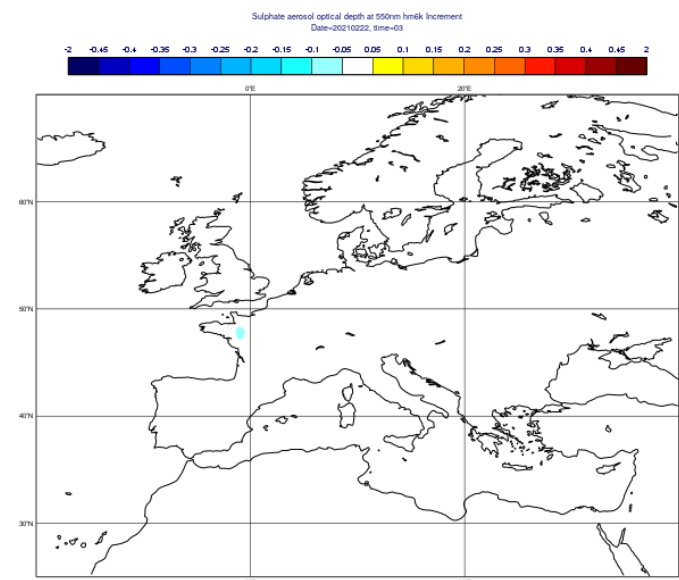 Sulphate aerosol optical depth at 550nm hm6k Increment
Date=20210222, time=03
-2 -0.45 -0.4 -0.35 -0.3 -0.25 -0.2 -0.15 -0.1 -0.05 0.05 0.1 0.15 0.2 0.25 0.3 0.35 0.4 0.45 2
0°E 20°E
60°N
50°N
40°N
30°N